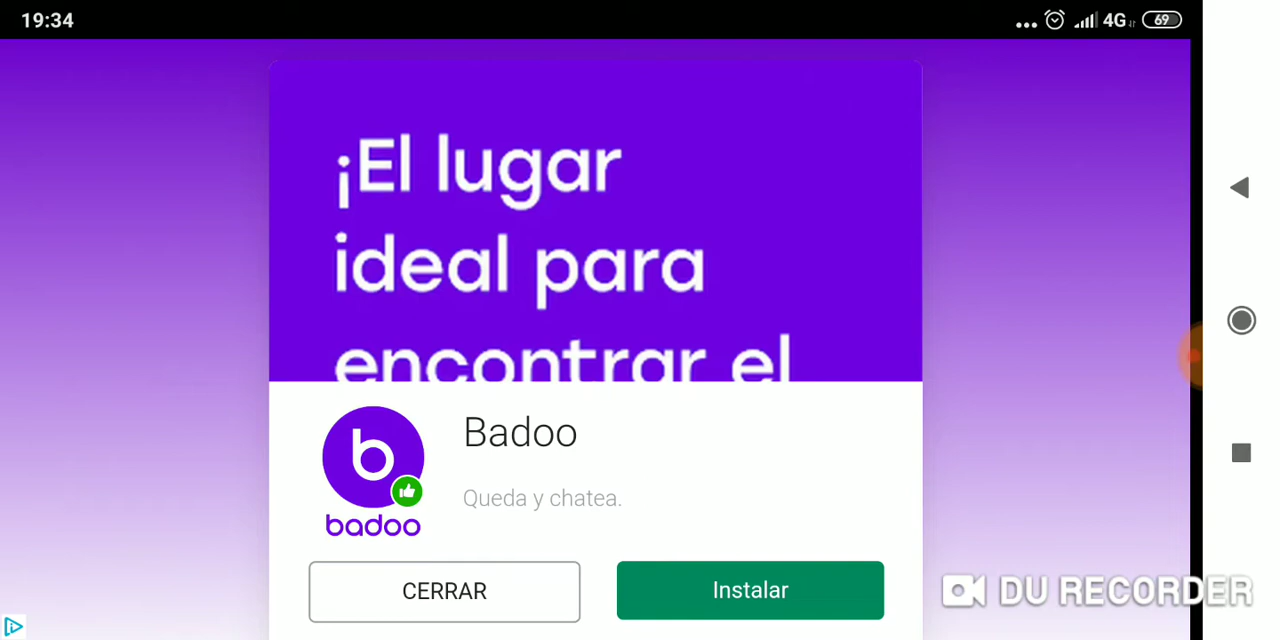 19:34
4G 69
¡El lugar
ideal para
encontrar el
b
badoo
Badoo
Queda y chatea.
CERRAR
Instalar
DU RECORDER